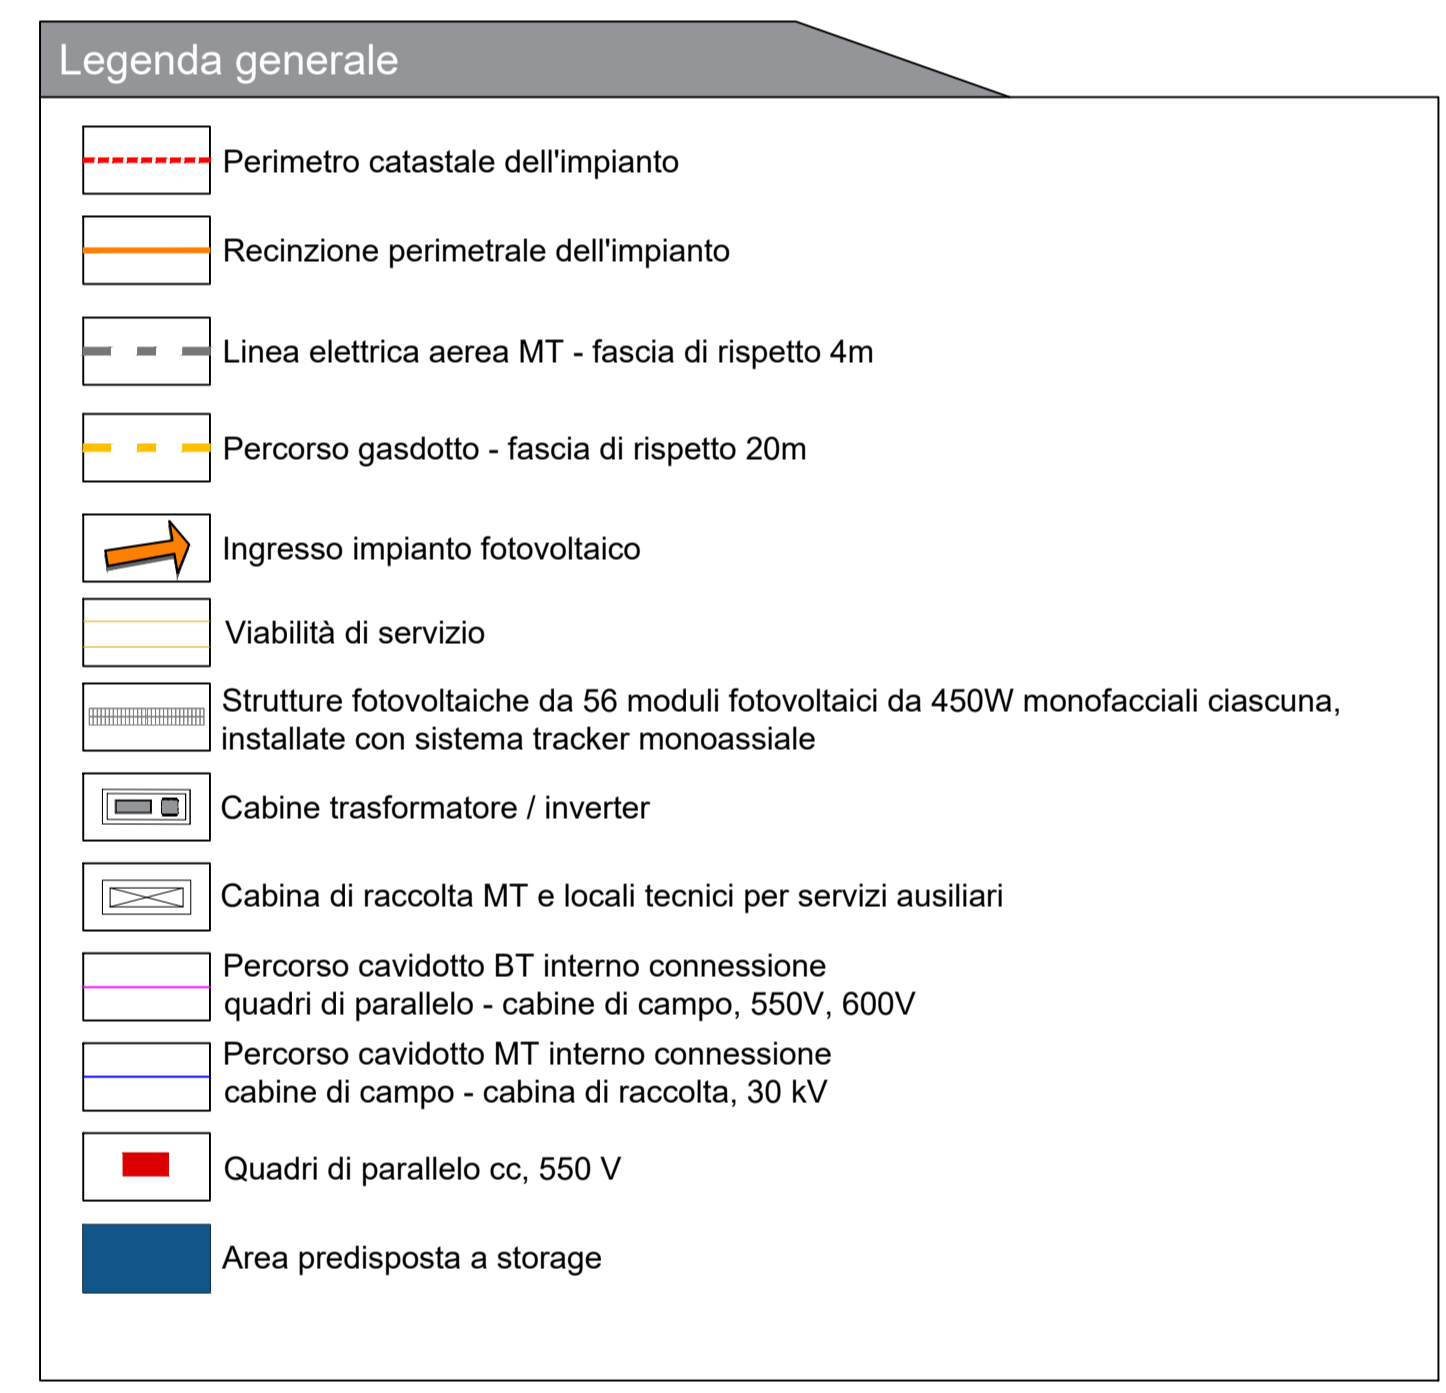 Legenda generale
Perimetro catastale dell'impianto
Recinzione perimetrale dell'impianto
Linea elettrica aerea MT - fascia di rispetto 4m
Percorso gasdotto - fascia di rispetto 20m
Ingresso impianto fotovoltaico
Viabilità di servizio
Strutture fotovoltaiche da 56 moduli fotovoltaici da 450W monofacciali ciascuna,
installate con sistema tracker monoassiale
Cabine trasformatore / inverter
Cabina di raccolta MT e locali tecnici per servizi ausiliari
Percorso cavidotto BT interno connessione
quadri di parallelo - cabine di campo, 550V, 600V
Percorso cavidotto MT interno connessione
cabine di campo - cabina di raccolta, 30 kV
Quadri di parallelo cc, 550 V
Area predisposta a storage